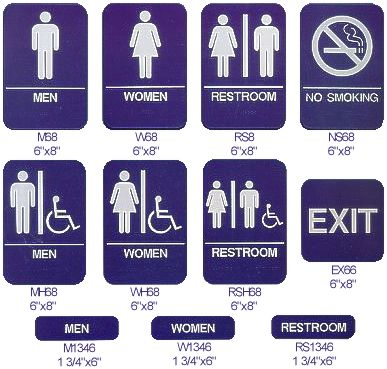 MEN
WOMEN
RESTROOM
NO SMOKING
M68
W68
RS8
NS68
6"x8"
6"x8"
6"x8"
6"x8"
MEN
WOMEN
RESTROOM
EXIT
MH68
WH68
RSH68
EX66
6"x8"
6"x8"
6"x8"
6"x8"
MEN
WOMEN
RESTROOM
M1346
W1346
RS1346
1 3/4"x6"
1 3/4"x6"
1 3/4"x6"